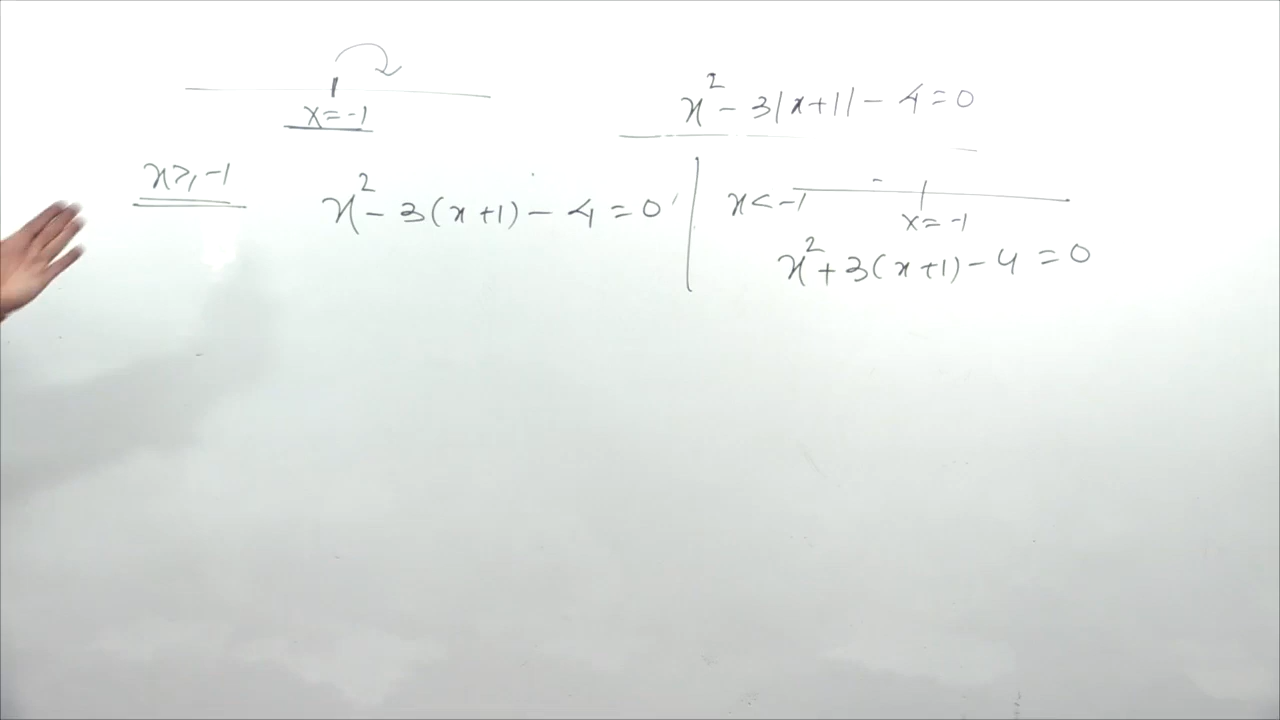 x = -1
x² - 3|x+1| - 4 = 0
x ≥ -1
x² - 3(x+1) - 4 = 0
x < -1
x = -1
x² + 3(x+1) - 4 = 0